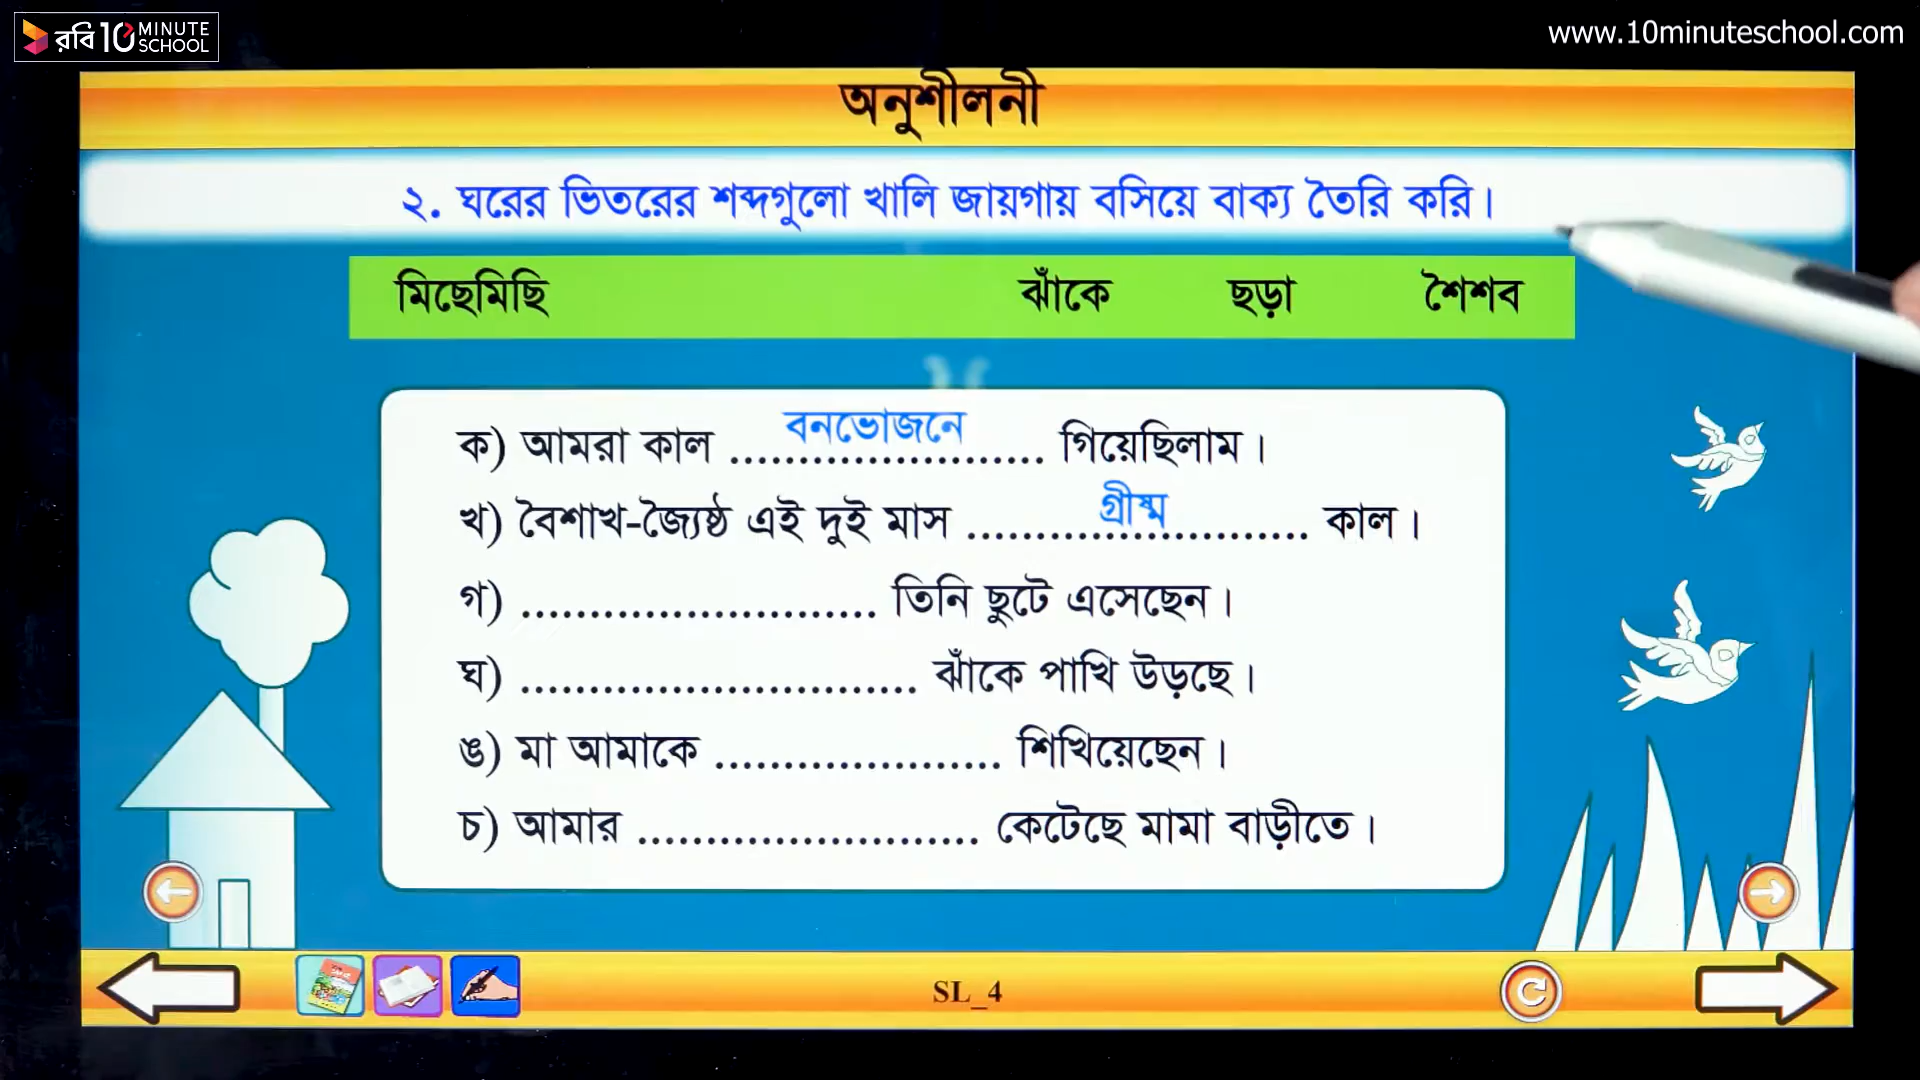 রবি 10 MINUTE SCHOOL
www.10minuteschool.com
অনুশীলনী
২. ঘরের ভিতরের শব্দগুলো খালি জায়গায় বসিয়ে বাক্য তৈরি করি।
মিছেমিছি ঝাঁকে ছড়া শৈশব
ক) আমরা কাল ....................... গিয়েছিলাম।
বনভোজনে
খ) বৈশাখ-জ্যৈষ্ঠ এই দুই মাস ......................... কাল।
গ্রীষ্ম
গ) .......................... তিনি ছুটে এসেছেন।
ঘ) ............................. ঝাঁকে পাখি উড়ছে।
ঙ) মা আমাকে ..................... শিখিয়েছেন।
চ) আমার ......................... কেটেছে মামা বাড়ীতে।
SL_4